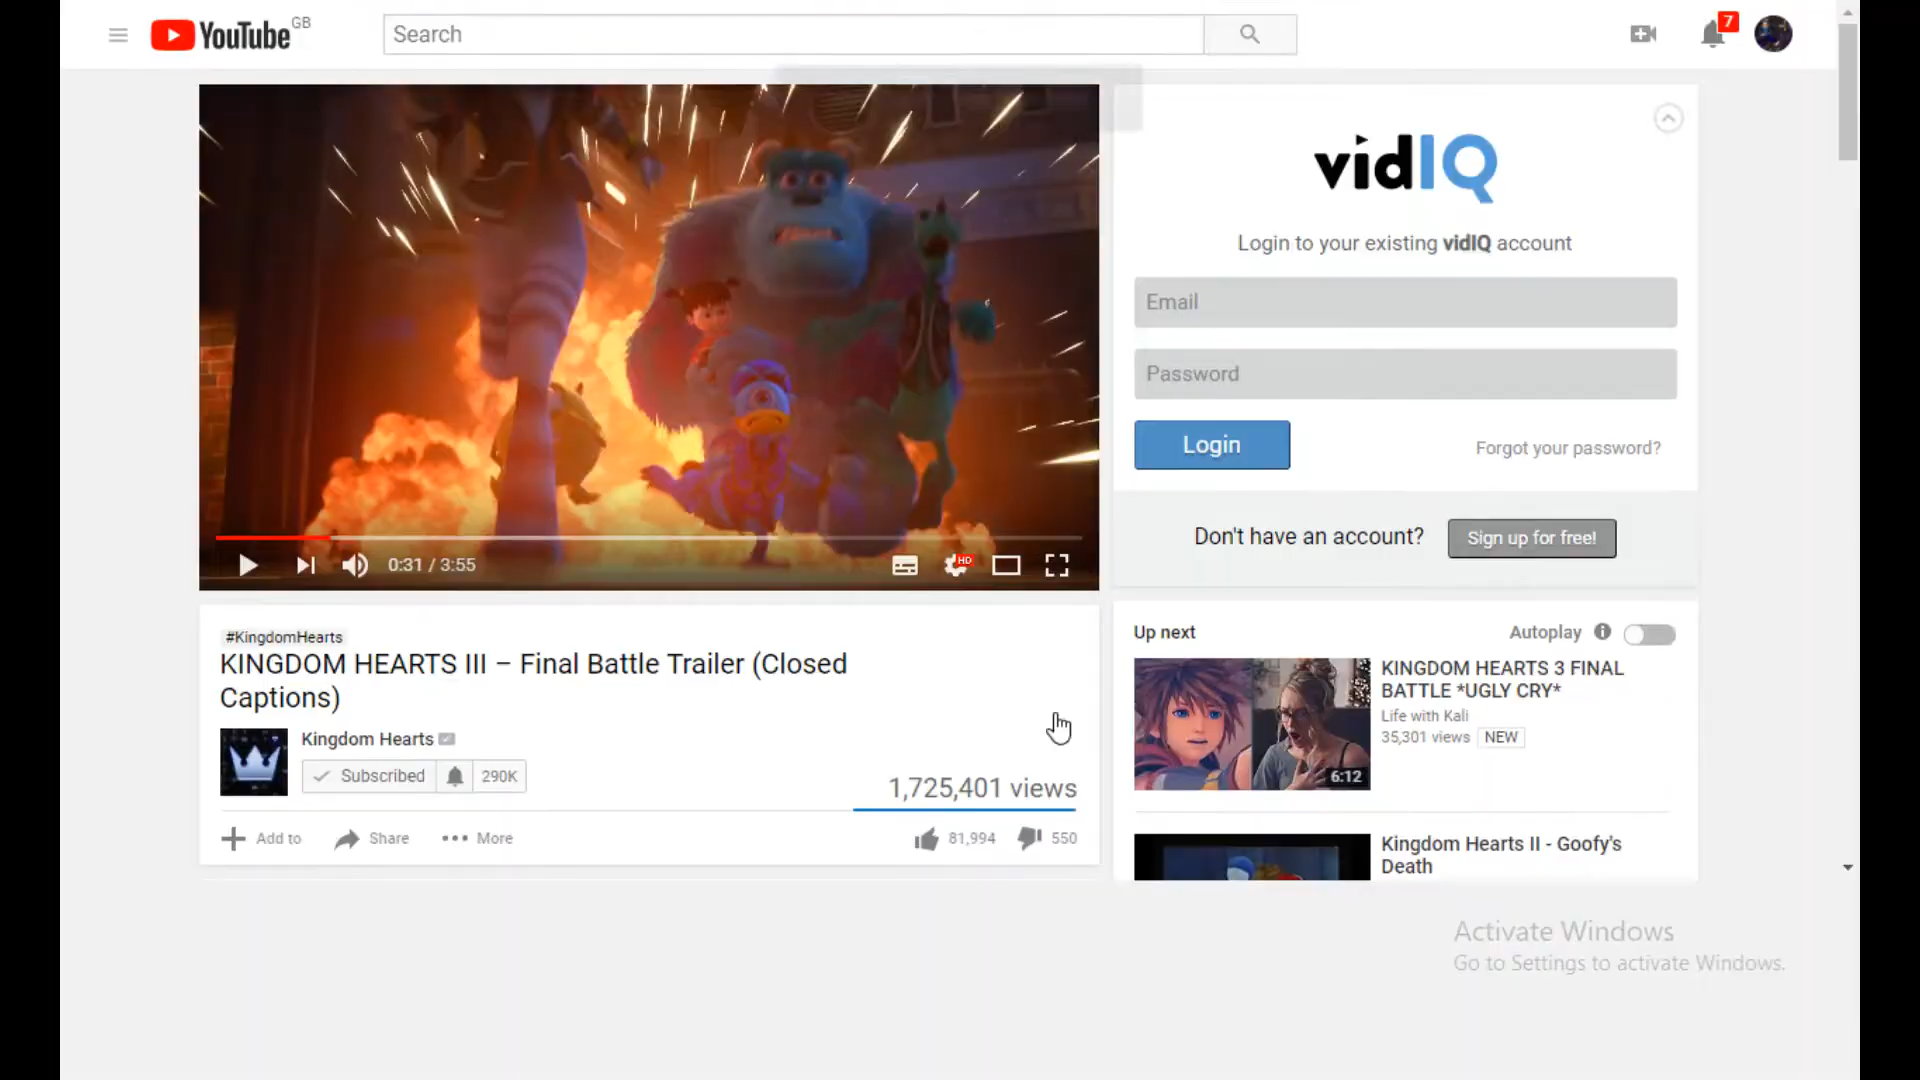 YouTube GB
Search
7
vidIQ
Login to your existing vidIQ account
Email
Password
Login
Forgot your password?
Don't have an account?
Sign up for free!
0:31 / 3:55
HD
#KingdomHearts
KINGDOM HEARTS III – Final Battle Trailer (Closed
Captions)
Kingdom Hearts
Subscribed
290K
1,725,401 views
Add to
Share
More
81,994
550
Up next
Autoplay
KINGDOM HEARTS 3 FINAL
BATTLE *UGLY CRY*
Life with Kali
35,301 views NEW
6:12
Kingdom Hearts II - Goofy's
Death
Activate Windows
Go to Settings to activate Windows.